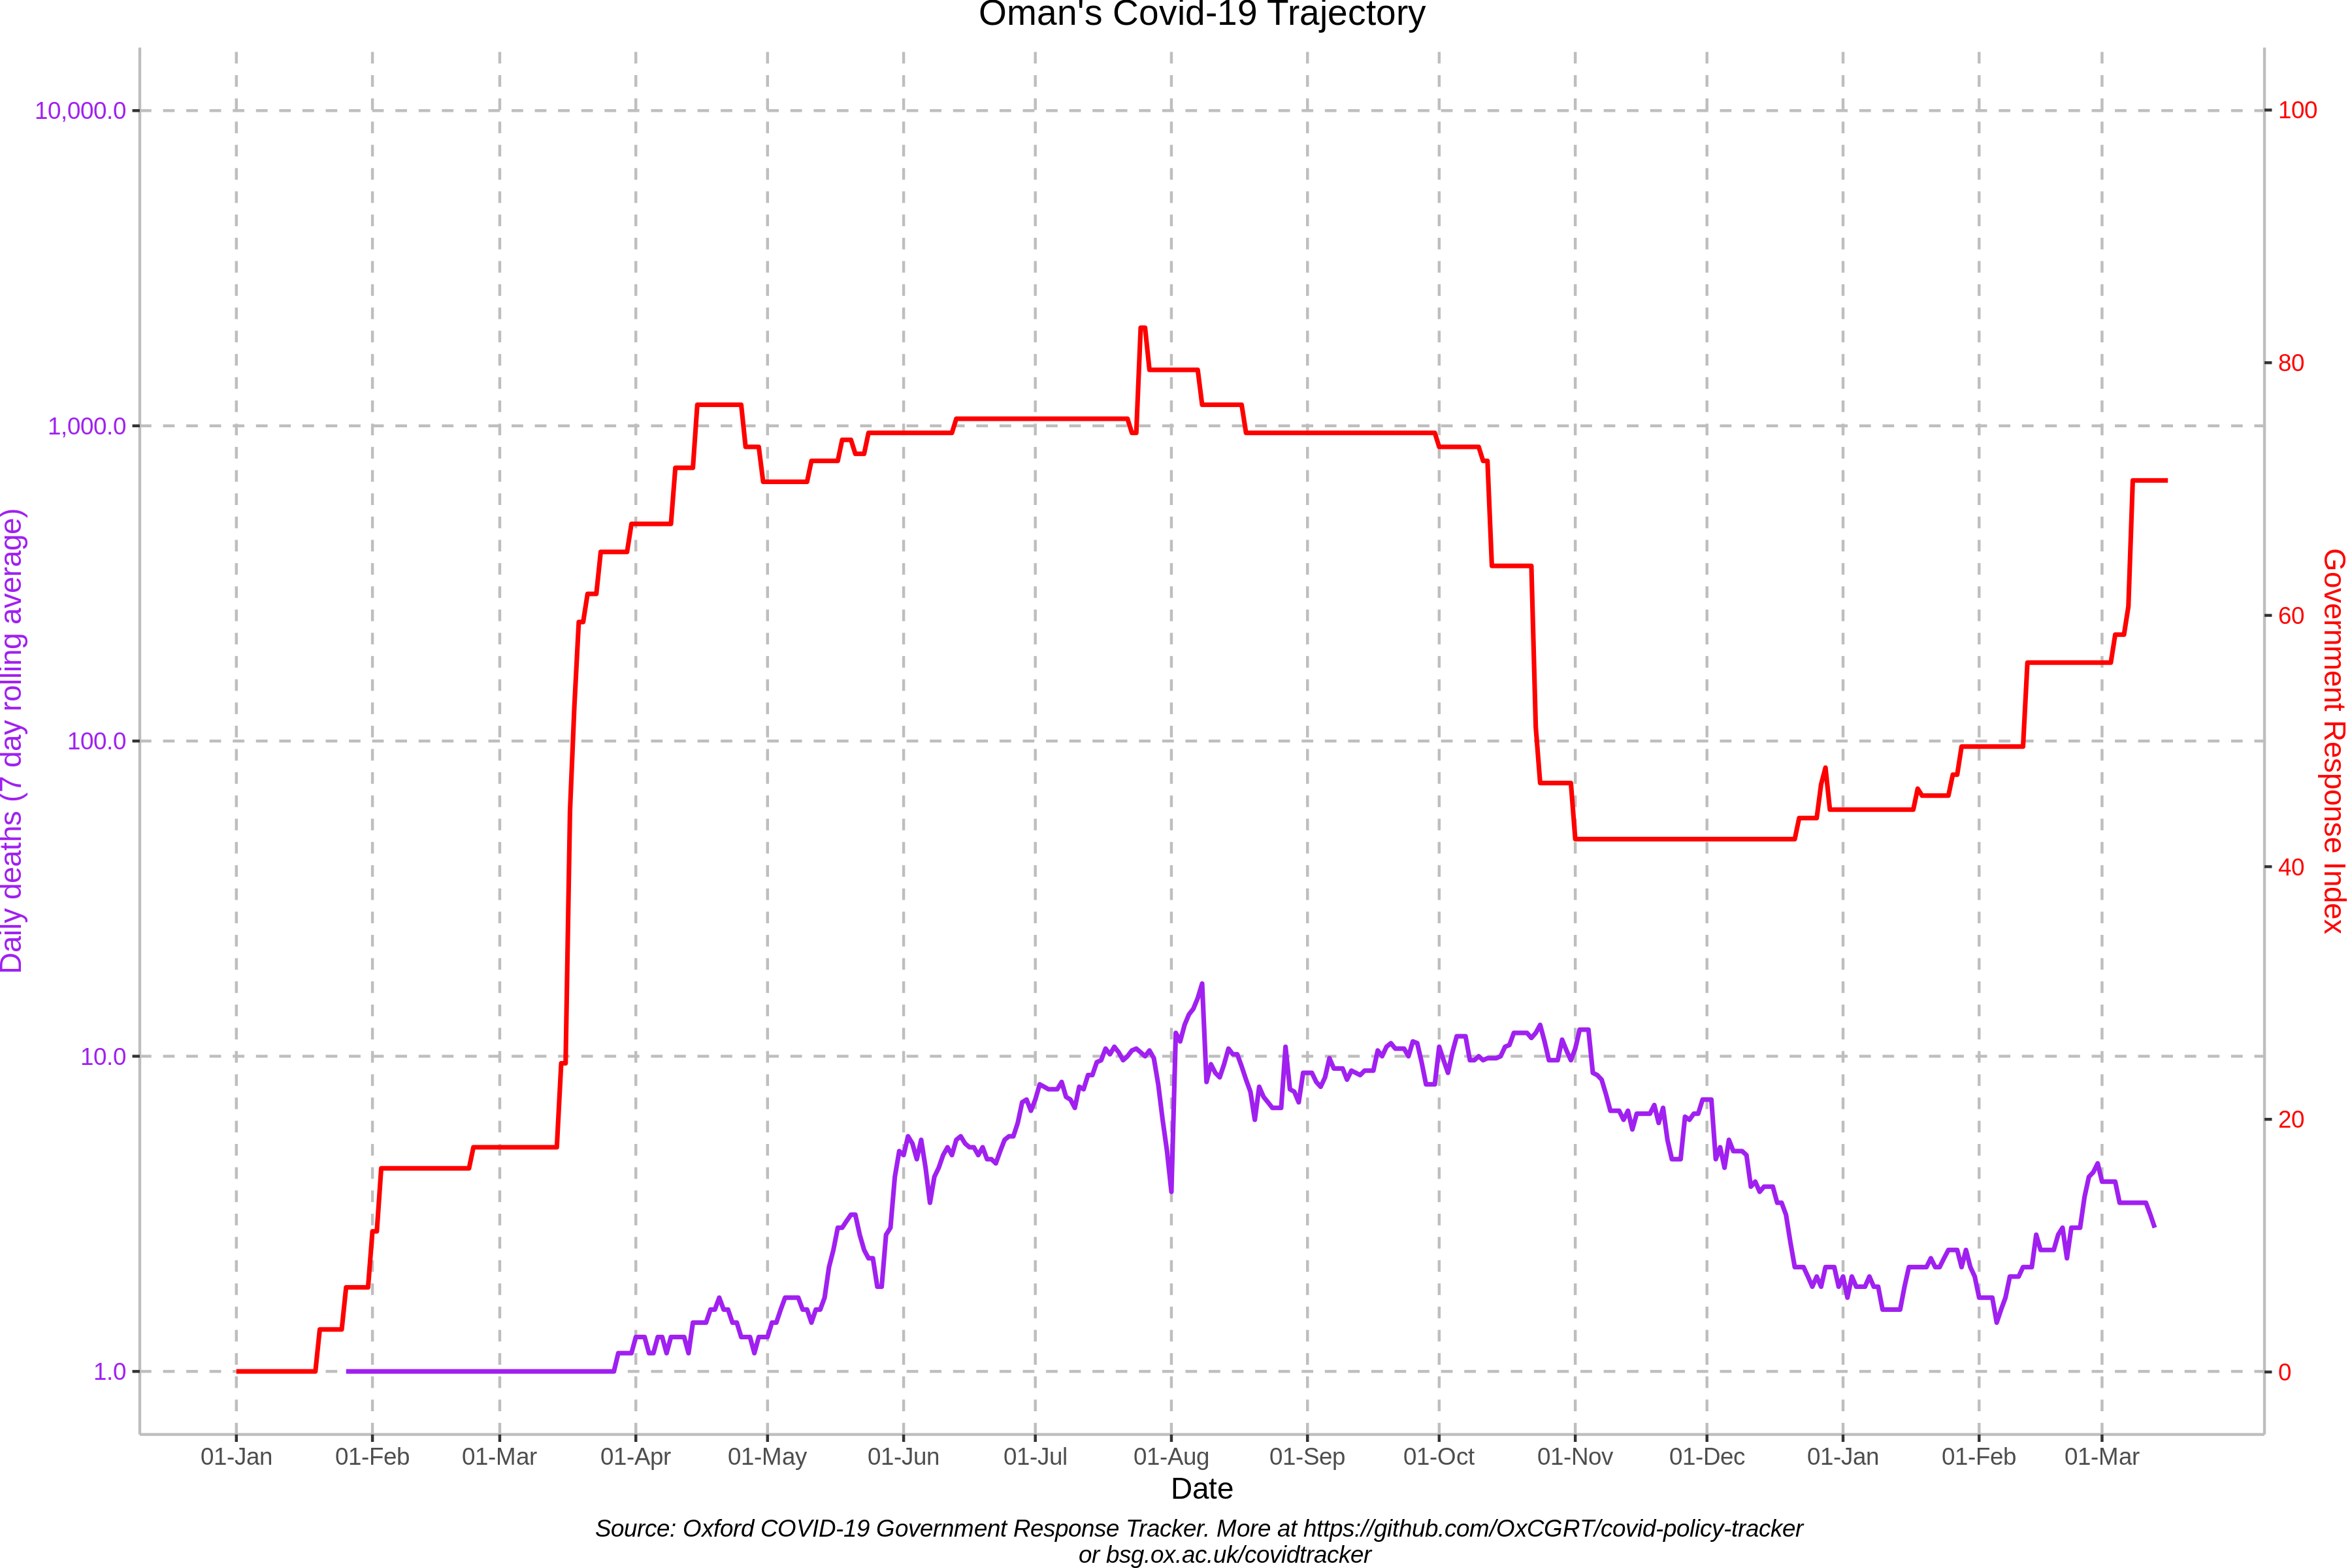 Oman's Covid-19 Trajectory
10,000.0
1,000.0
100.0
10.0
1.0
Daily deaths (7 day rolling average)
100
80
60
40
20
0
Government Response Index
01-Jan 01-Feb 01-Mar 01-Apr 01-May 01-Jun 01-Jul 01-Aug 01-Sep 01-Oct 01-Nov 01-Dec 01-Jan 01-Feb 01-Mar
Date
Source: Oxford COVID-19 Government Response Tracker. More at https://github.com/OxCGRT/covid-policy-tracker
or bsg.ox.ac.uk/covidtracker